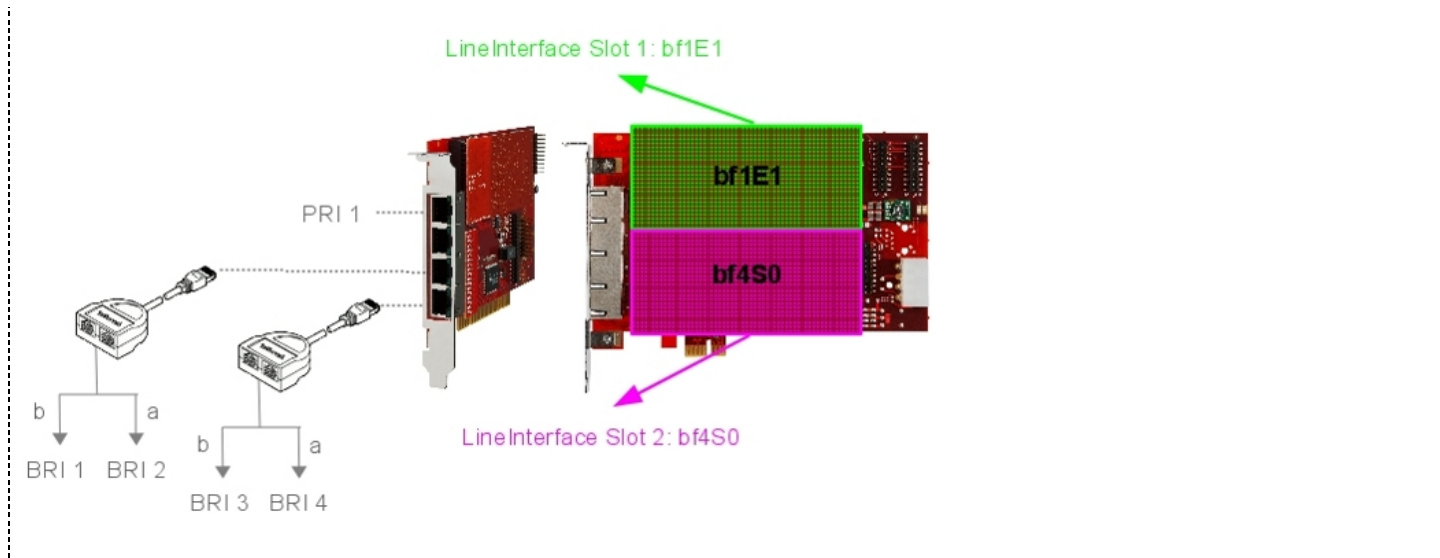 LineInterface Slot 1: bf1E1
bf1E1
PRI 1
bf4S0
b
a
b
a
BRI 1
BRI 2
LineInterface Slot 2: bf4S0
BRI 3
BRI 4